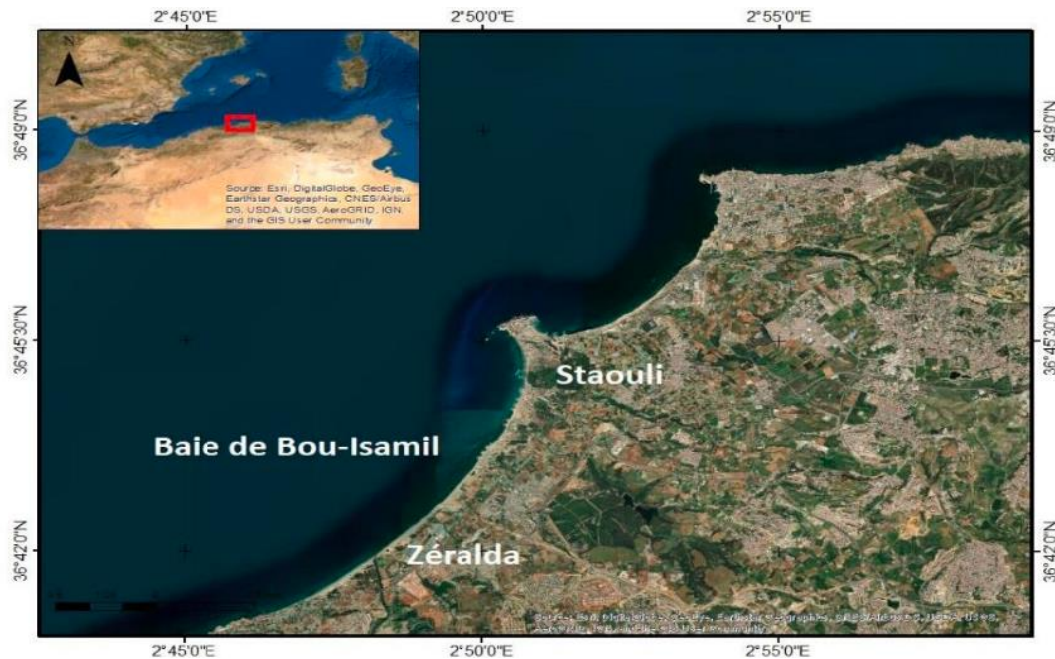 2°45'0"E 2°50'0"E 2°55'0"E
N
36°49'0"N 36°49'0"N
Source: Esri, DigitalGlobe, GeoEye,
Earthstar Geographics, CNES/Airbus
DS, USDA, USGS, AeroGRID, IGN,
and the GIS User Community
36°45'30"N 36°45'30"N
Staouli
Baie de Bou-Isamil
36°42'0"N 36°42'0"N
Zéralda
2°45'0"E 2°50'0"E 2°55'0"E